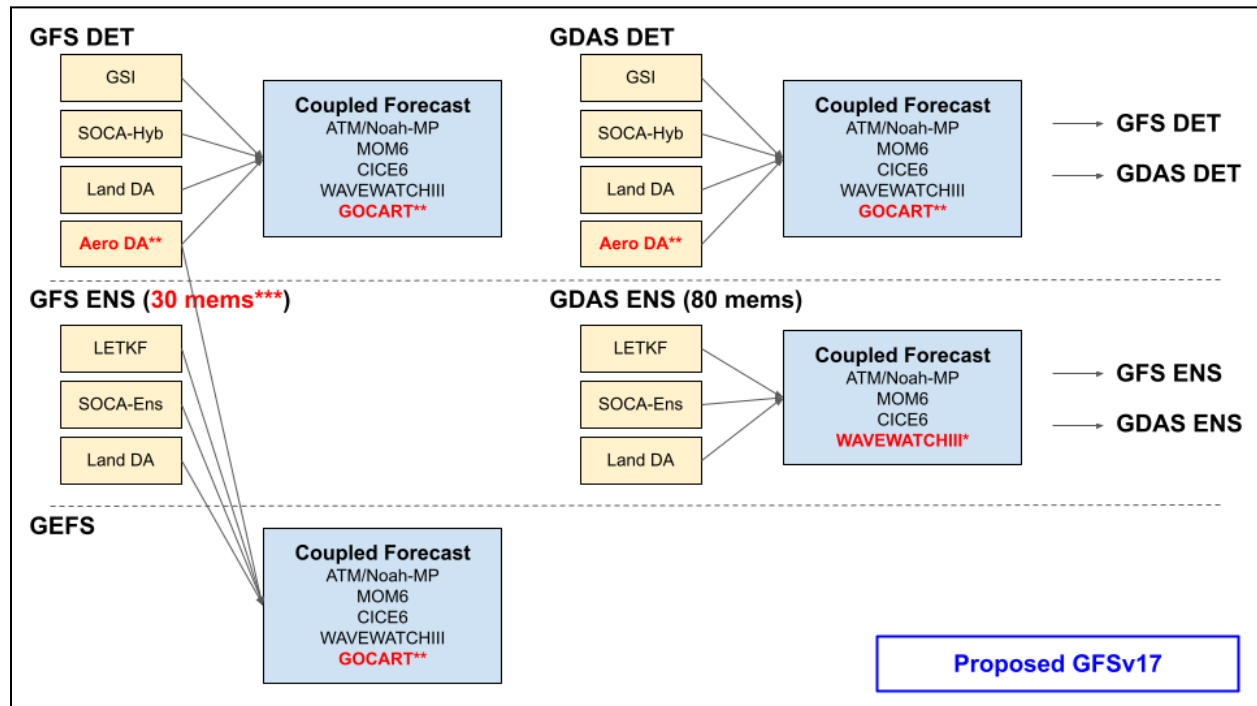 GFS DET
GSI
SOCA-Hyb
Land DA
Aero DA**
Coupled Forecast
ATM/Noah-MP
MOM6
CICE6
WAVEWATCHIII
GOCART**
GDAS DET
GSI
SOCA-Hyb
Land DA
Aero DA**
Coupled Forecast
ATM/Noah-MP
MOM6
CICE6
WAVEWATCHIII
GOCART**
GFS DET
GDAS DET
GFS ENS (30 mems***)
LETKF
SOCA-Ens
Land DA
GDAS ENS (80 mems)
LETKF
SOCA-Ens
Land DA
Coupled Forecast
ATM/Noah-MP
MOM6
CICE6
WAVEWATCHIII*
GFS ENS
GDAS ENS
GEFS
Coupled Forecast
ATM/Noah-MP
MOM6
CICE6
WAVEWATCHIII
GOCART**
Proposed GFSv17